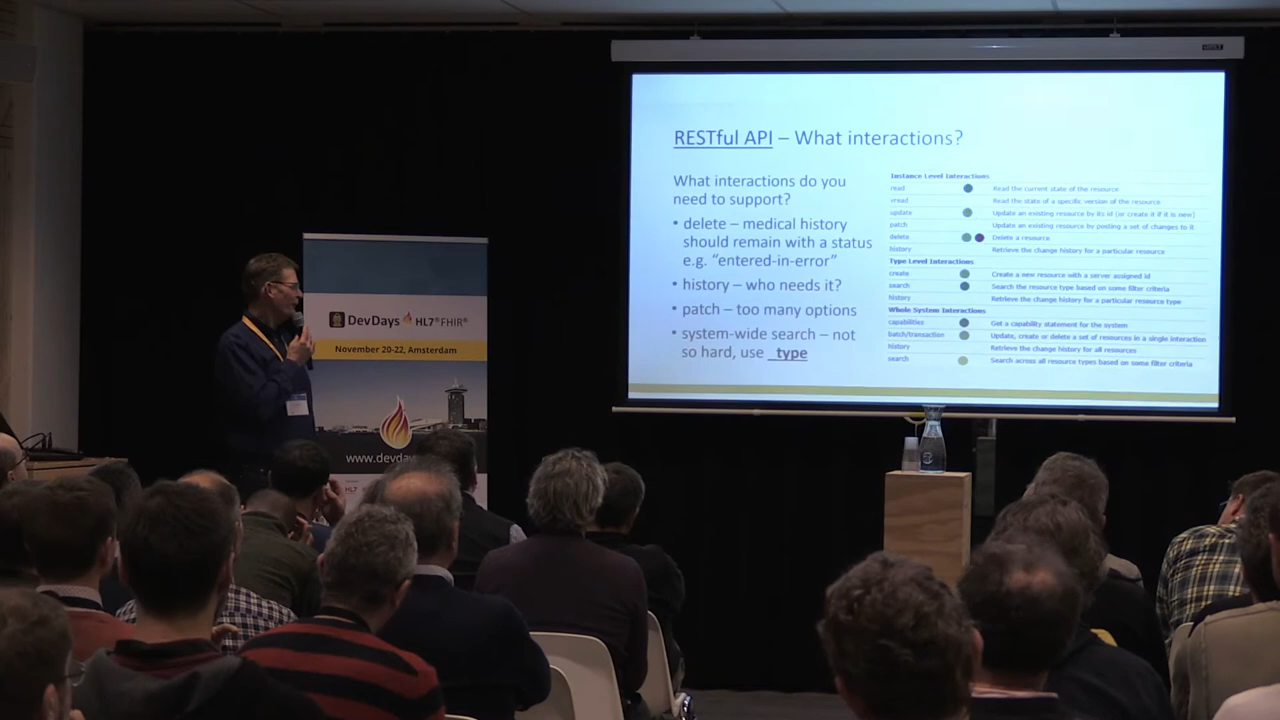 RESTful API – What interactions?
What interactions do you
need to support?
• delete – medical history
should remain with a status
e.g. “entered-in-error”
• history – who needs it?
• patch – too many options
• system-wide search – not
so hard, use _type
Instance Level Interactions
read Read the current state of the resource
vread Read the state of a specific version of the resource
update Update an existing resource by its id (or create it if it is new)
patch Update an existing resource by posting a set of changes to it
delete Delete a resource
history Retrieve the change history for a particular resource
Type Level Interactions
create Create a new resource with a server assigned id
search Search the resource type based on some filter criteria
history Retrieve the change history for a particular resource type
Whole System Interactions
capabilities Get a capability statement for the system
batch/transaction Update, create or delete a set of resources in a single interaction
history Retrieve the change history for all resources
search Search across all resource types based on some filter criteria
DevDays HL7® FHIR®
November 20-22, Amsterdam
www.devday
HL7